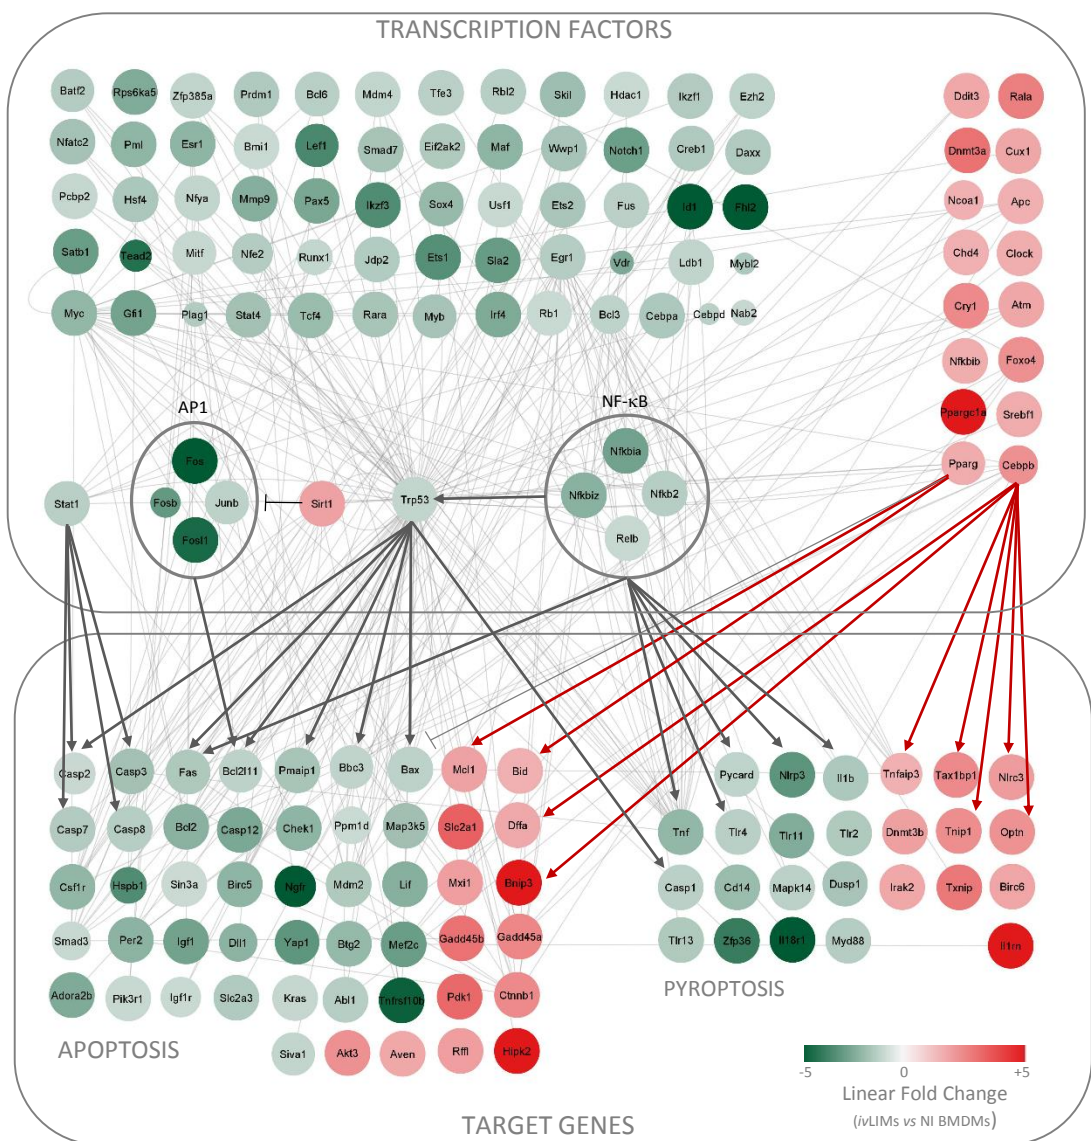 TRANSCRIPTION FACTORS
Batf2 Rps6ka5 Zfp385a Prdm1 Bcl6 Mdm4 Tfe3 Rbl2 Skil Hdac1 Ikzf1 Ezh2 Ddit3 Rala
Nfatc2 Pml Esr1 Bmi1 Lef1 Smad7 Eif2ak2 Maf Wwp1 Notch1 Creb1 Daxx Dnmt3a Cux1
Pcbp2 Hsf4 Nfya Mmp9 Pax5 Ikzf3 Sox4 Usf1 Ets2 Fus Id1 Fhl2 Ncoa1 Apc
Satb1 Tead2 Mitf Nfe2 Runx1 Jdp2 Ets1 Sla2 Egr1 Vdr Ldb1 Mybl2 Chd4 Clock
Myc Gfi1 Plag1 Stat4 Tcf4 Rara Myb Irf4 Rb1 Bcl3 Cebpa Cebpd Nab2 Cry1 Atm
Nfkbib Foxo4
AP1 NF-κB
Ppargc1a Srebf1
Fos Nfkbia Pparg Cebpb
Stat1 Fosb Junb Sirt1 Trp53 Nfkbiz Nfkb2
Fosl1 Relb
Casp2 Casp3 Fas Bcl2l11 Pmaip1 Bbc3 Bax Mcl1 Bid Pycard Nlrp3 Il1b Tnfaip3 Tax1bp1 Nlrc3
Casp7 Casp8 Bcl2 Casp12 Chek1 Ppm1d Map3k5 Slc2a1 Dffa Tnf Tlr4 Tlr11 Tlr2 Dnmt3b Tnip1 Optn
Csf1r Hspb1 Sin3a Birc5 Ngfr Mdm2 Lif Mxi1 Bnip3 Casp1 Cd14 Mapk14 Dusp1 Irak2 Txnip Birc6
Smad3 Per2 Igf1 Dll1 Yap1 Btg2 Mef2c Gadd45b Gadd45a Tlr13 Zfp36 Il18r1 Myd88 Il1rn
Adora2b Pik3r1 Igf1r Slc2a3 Kras Abl1 Tnfrsf10b Pdk1 Ctnnb1 PYROPTOSIS
APOPTOSIS Siva1 Akt3 Aven Rffl Hipk2
-5 0 +5
Linear Fold Change
(ivLIMs vs NI BMDMs)
TARGET GENES